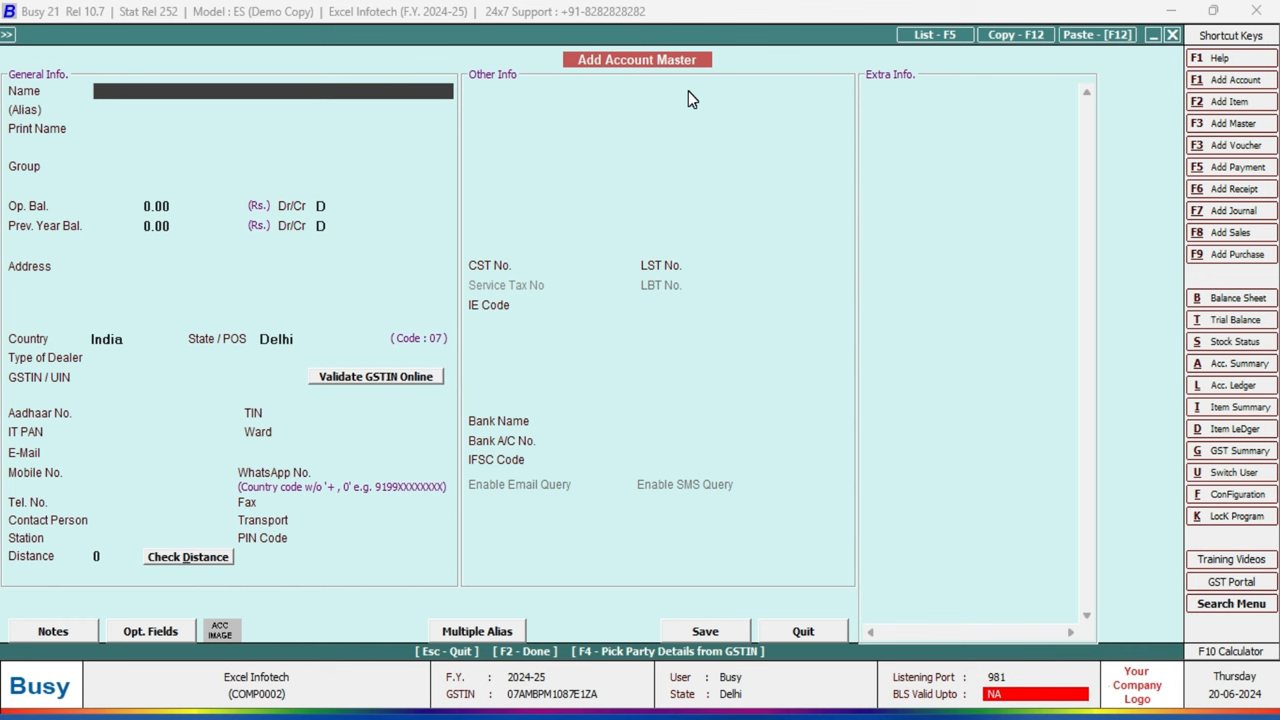 Busy 21 Rel 10.7 | Stat Rel 252 | Model : ES (Demo Copy) | Excel Infotech (F.Y. 2024-25) | 24x7 Support : +91-8282828282
>> List - F5 Copy - F12 Paste - [F12] Shortcut Keys
Add Account Master
General Info. Other Info Extra Info.
Name
(Alias)
Print Name
Group
Op. Bal. 0.00 (Rs.) Dr/Cr D
Prev. Year Bal. 0.00 (Rs.) Dr/Cr D
Address
Country India State / POS Delhi ( Code : 07 )
Type of Dealer
GSTIN / UIN Validate GSTIN Online
Aadhaar No. TIN
IT PAN Ward
E-Mail
Mobile No. WhatsApp No.
(Country code w/o '+ , 0' e.g. 9199XXXXXXXX)
Tel. No. Fax
Contact Person Transport
Station PIN Code
Distance 0 Check Distance
CST No. LST No.
Service Tax No LBT No.
IE Code
Bank Name
Bank A/C No.
IFSC Code
Enable Email Query Enable SMS Query
Notes Opt. Fields ACC IMAGE Multiple Alias Save Quit
[ Esc - Quit ] [ F2 - Done ] [ F4 - Pick Party Details from GSTIN ]
F1 Help
F1 Add Account
F2 Add Item
F3 Add Master
F3 Add Voucher
F5 Add Payment
F6 Add Receipt
F7 Add Journal
F8 Add Sales
F9 Add Purchase
B Balance Sheet
T Trial Balance
S Stock Status
A Acc. Summary
L Acc. Ledger
I Item Summary
D Item LeDger
G GST Summary
U Switch User
F ConFiguration
K LocK Program
Training Videos
GST Portal
Search Menu
F10 Calculator
Busy
Excel Infotech
(COMP0002)
F.Y. : 2024-25
GSTIN : 07AMBPM1087E1ZA
User : Busy
State : Delhi
Listening Port : 981
BLS Valid Upto : NA
Your
Company
Logo
Thursday
20-06-2024